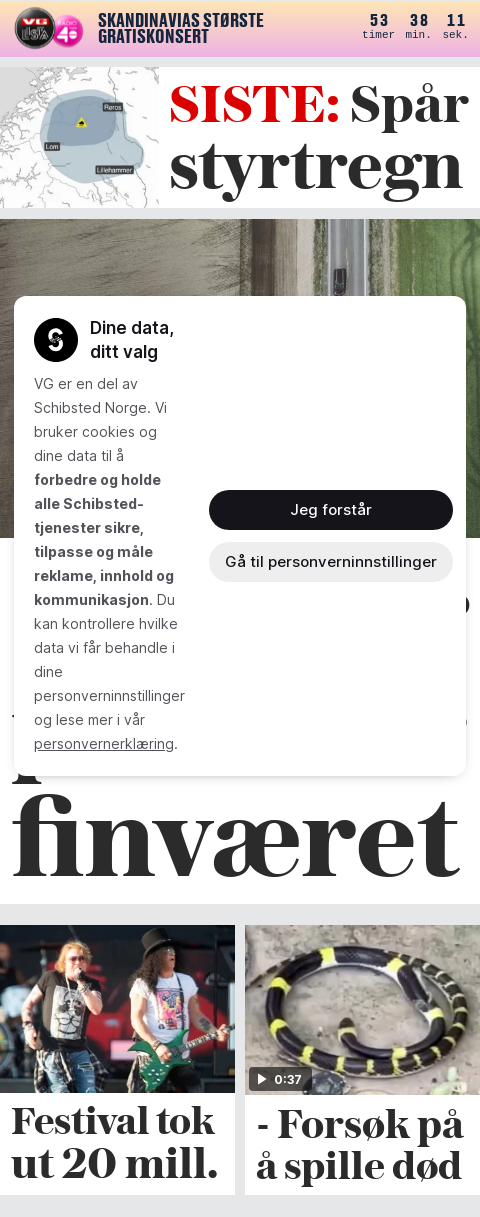 VG
RADIO
45
SKANDINAVIAS STØRSTE
GRATISKONSERT
53 38 11
timer min. sek.
Røros
Lom
Lillehammer
SISTE: Spår
styrtregn
Dine data,
ditt valg
VG er en del av
Schibsted Norge. Vi
bruker cookies og
dine data til å
forbedre og holde
alle Schibsted-
tjenester sikre,
tilpasse og måle
reklame, innhold og
kommunikasjon. Du
kan kontrollere hvilke
data vi får behandle i
dine
personverninnstillinger
og lese mer i vår
personvernerklæring.
Jeg forstår
Gå til personverninnstillinger
finværet
0:37
Festival tok
ut 20 mill.
- Forsøk på
å spille død